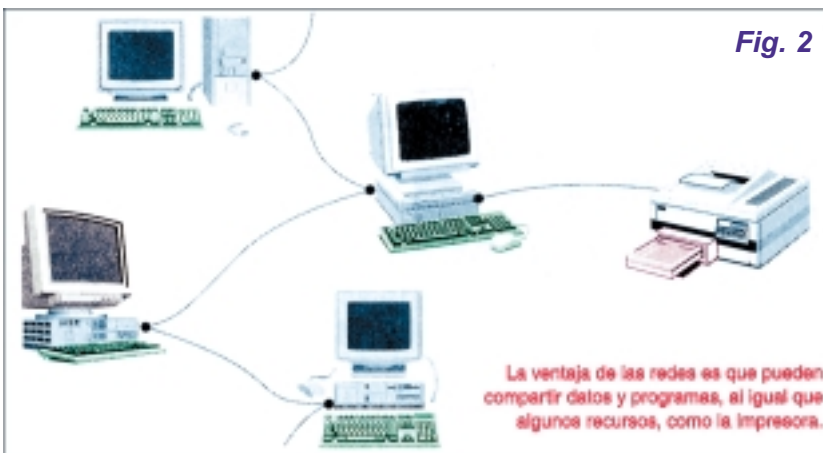 Fig. 2
La ventaja de las redes es que pueden
compartir datos y programas, al igual que
algunos recursos, como la impresora.